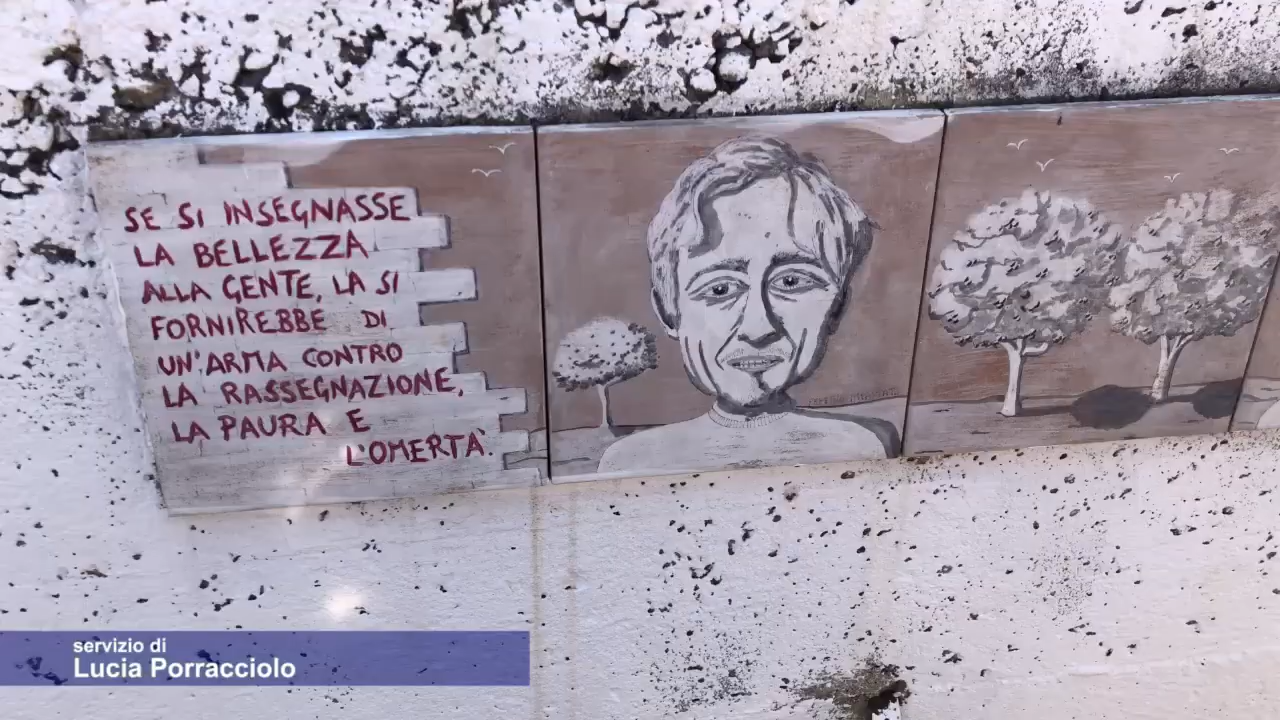 SE SI INSEGNASSE
LA BELLEZZA
ALLA GENTE, LA SI
FORNIREBBE DI
UN'ARMA CONTRO
LA RASSEGNAZIONE,
LA PAURA E
L'OMERTÀ.
servizio di
Lucia Porracciolo